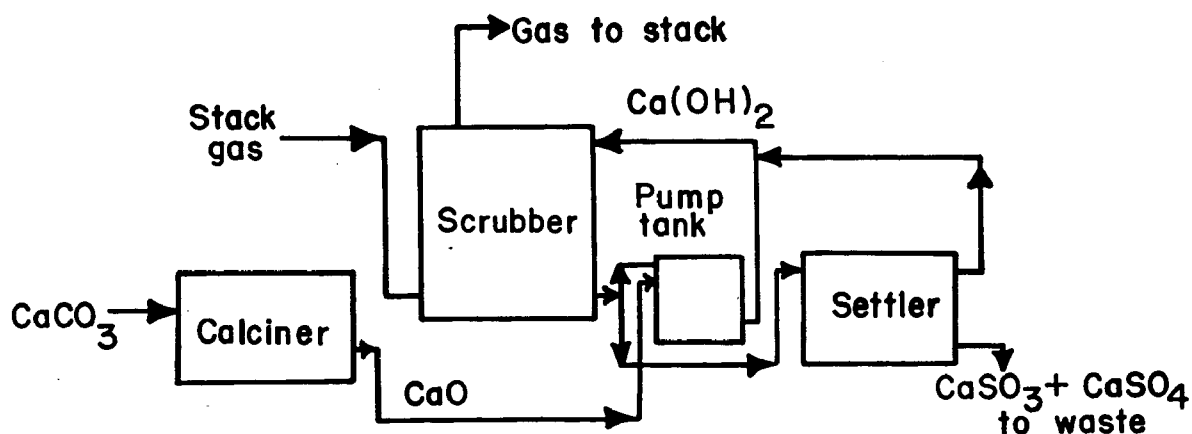 Gas to stack
Ca(OH)2
Stack
gas
Scrubber
Pump
tank
CaCO3
Calciner
Settler
CaO
CaSO3 + CaSO4
to waste